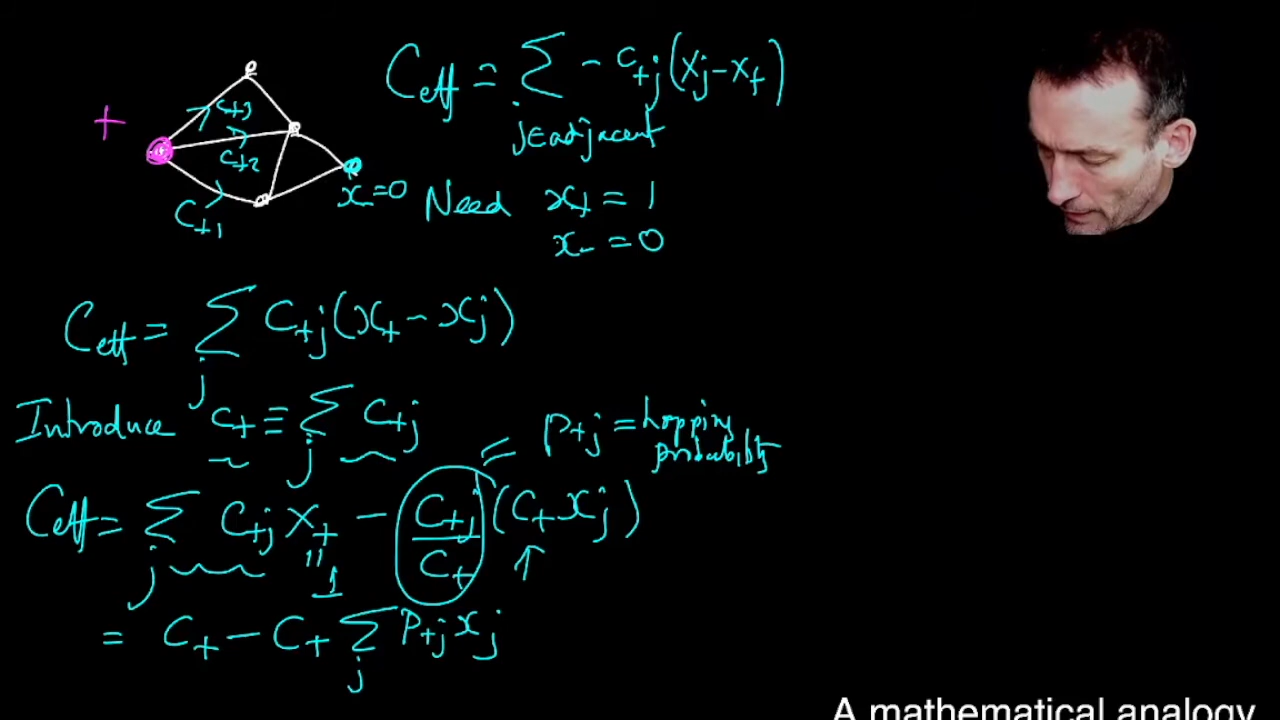 +
C+3
C+2
C+1
x=0
Ceff = ∑ - C+j (xj - x+)
j∈adjacent
Need x+ = 1
x- = 0
Ceff = ∑ C+j (x+ - xj)
j
Introduce C+ ≡ ∑ C+j
j
= P+j = hopping
probability
Ceff = ∑ C+j x+ - C+j/C+ (C+ xj)
j
"
1
↑
= C+ - C+ ∑ P+j xj
j
A mathematical analogy